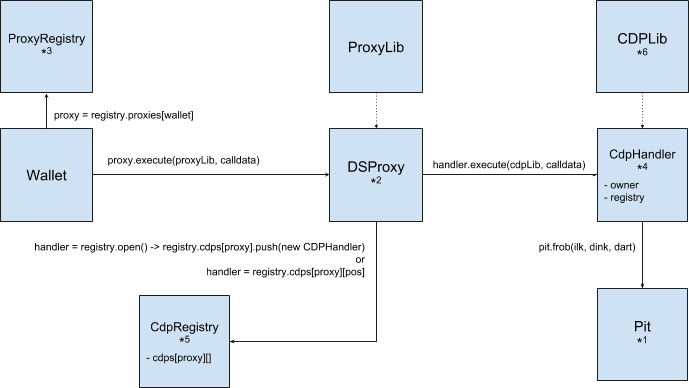 ProxyRegistry
*3
ProxyLib
CDPLib
*6
proxy = registry.proxies[wallet]
Wallet
proxy.execute(proxyLib, calldata)
DSProxy
*2
handler.execute(cdpLib, calldata)
CdpHandler
*4
- owner
- registry
handler = registry.open() -> registry.cdps[proxy].push(new CDPHandler)
or
handler = registry.cdps[proxy][pos]
pit.frob(ilk, dink, dart)
CdpRegistry
*5
- cdps[proxy][]
Pit
*1